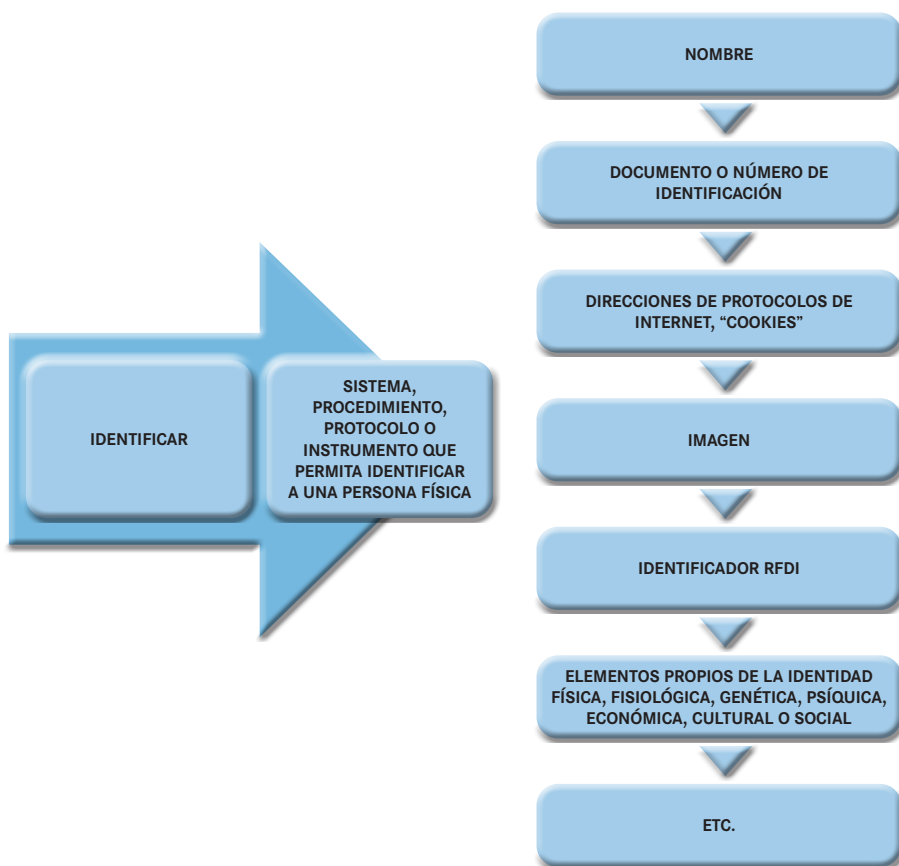 IDENTIFICAR
SISTEMA,
PROCEDIMIENTO,
PROTOCOLO O
INSTRUMENTO QUE
PERMITA IDENTIFICAR
A UNA PERSONA FÍSICA
NOMBRE
DOCUMENTO O NÚMERO DE
IDENTIFICACIÓN
DIRECCIONES DE PROTOCOLOS DE
INTERNET, “COOKIES”
IMAGEN
IDENTIFICADOR RFDI
ELEMENTOS PROPIOS DE LA IDENTIDAD
FÍSICA, FISIOLÓGICA, GENÉTICA, PSÍQUICA,
ECONÓMICA, CULTURAL O SOCIAL
ETC.